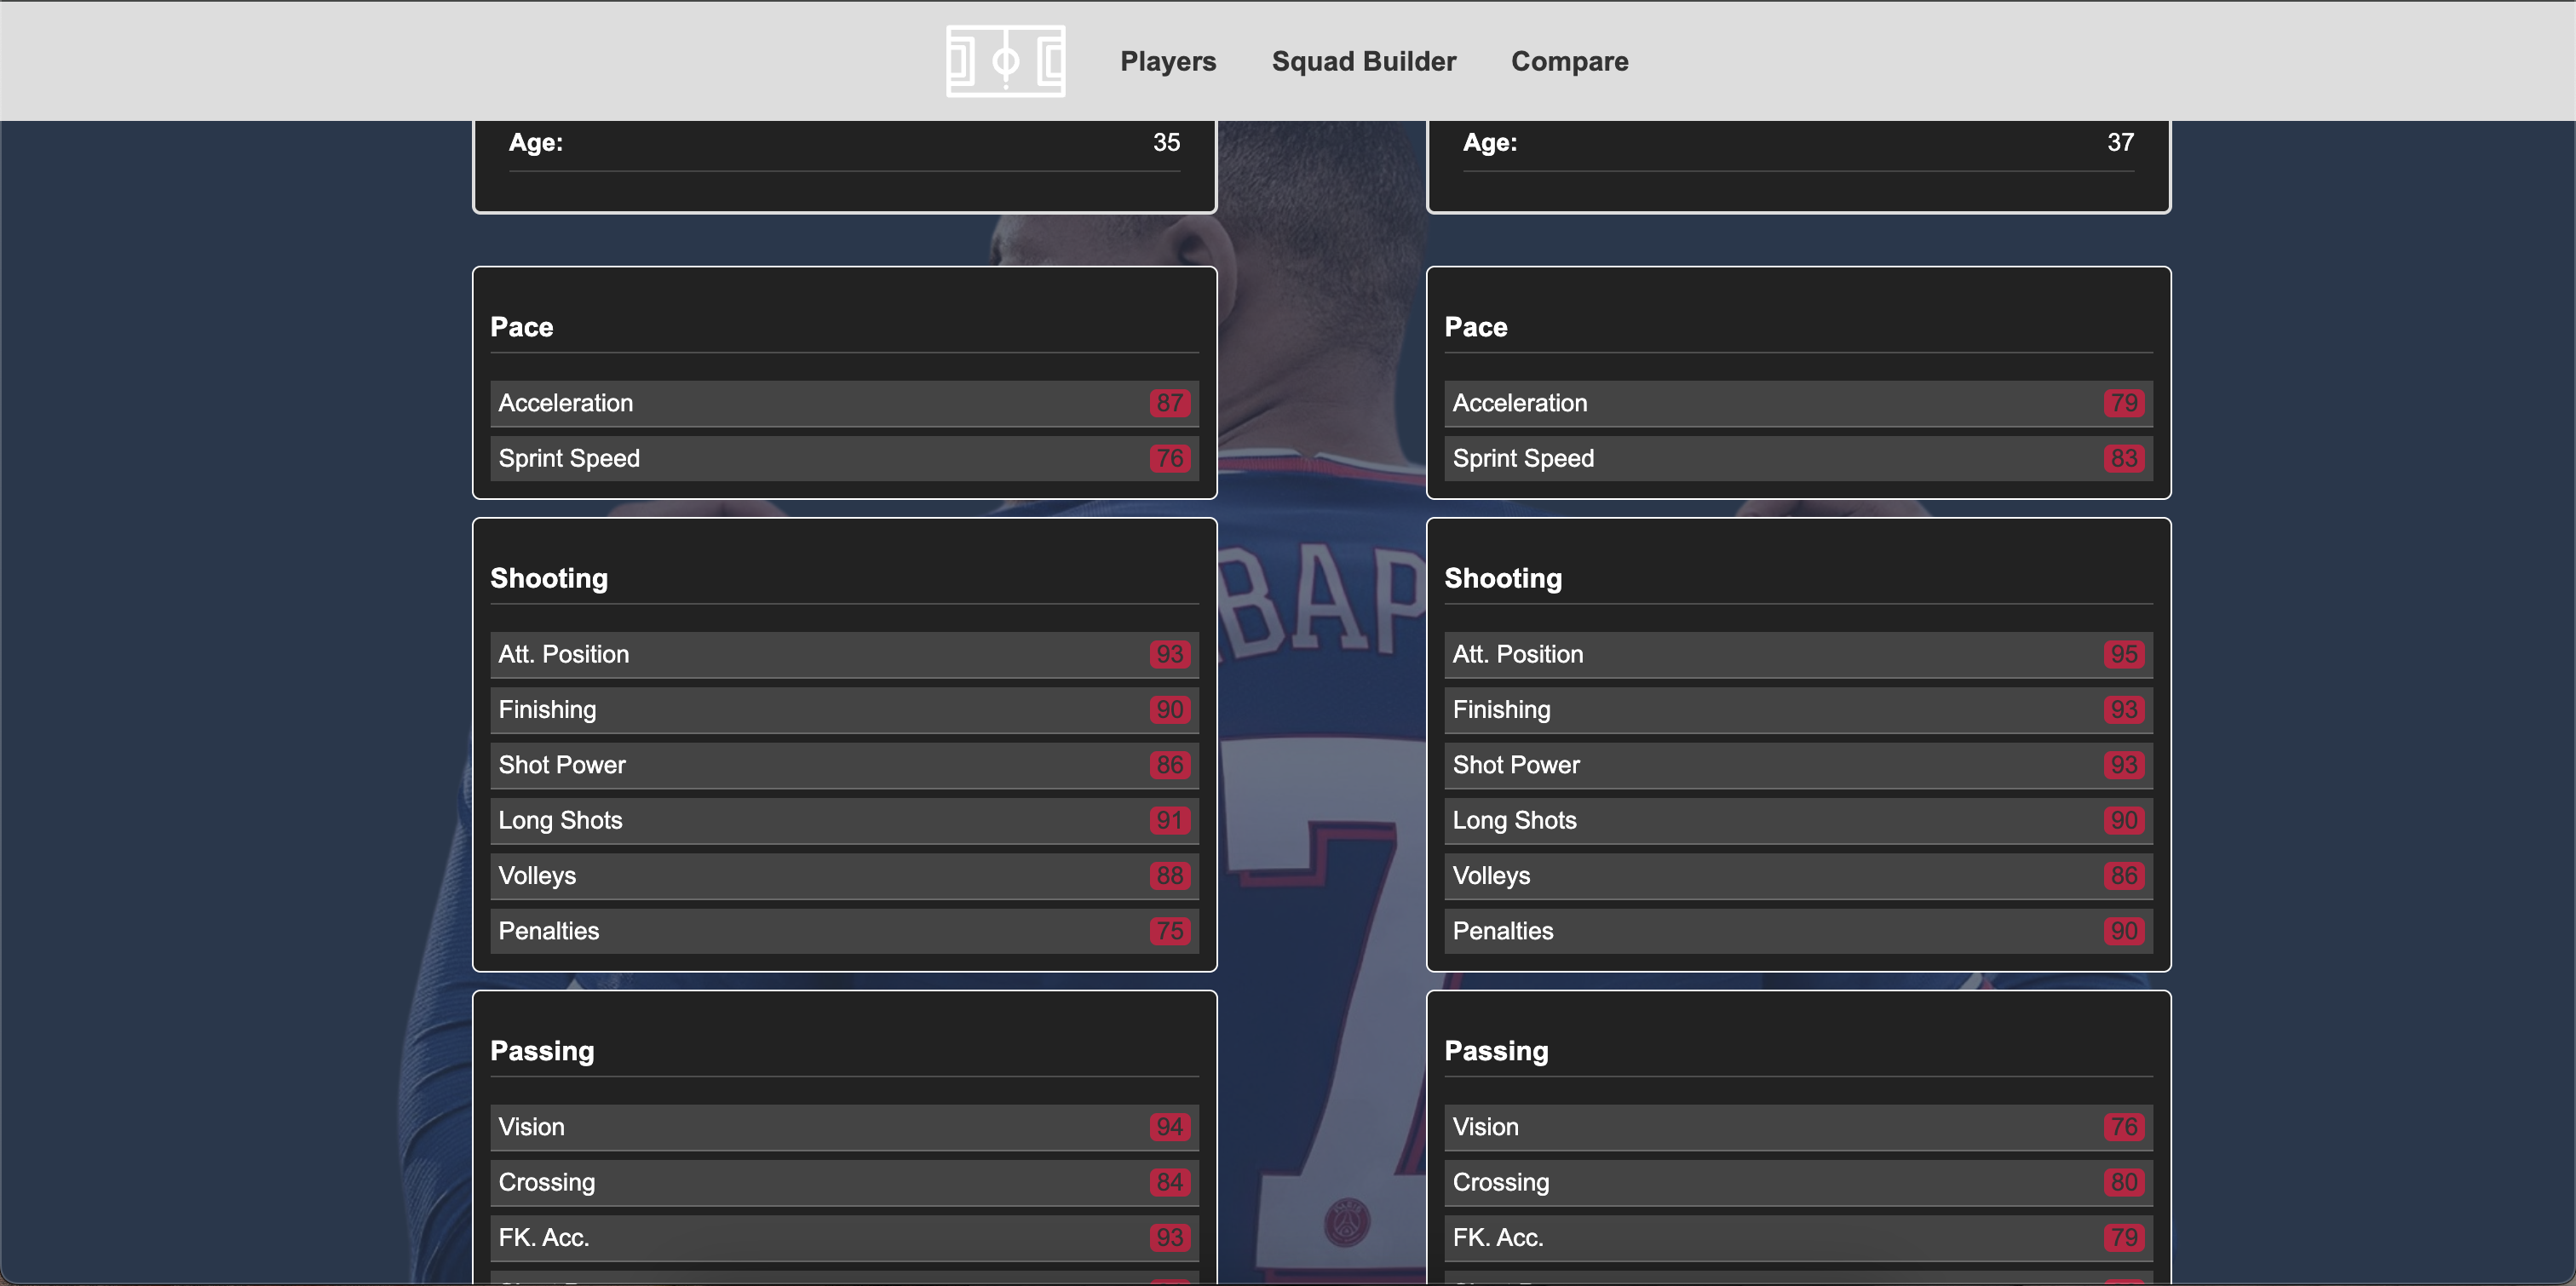 Players Squad Builder Compare
Age: 35
Age: 37
Pace
Acceleration 87
Sprint Speed 76
Pace
Acceleration 79
Sprint Speed 83
BAP
7
Shooting
Att. Position 93
Finishing 90
Shot Power 86
Long Shots 91
Volleys 88
Penalties 75
Shooting
Att. Position 95
Finishing 93
Shot Power 93
Long Shots 90
Volleys 86
Penalties 90
Passing
Vision 94
Crossing 84
FK. Acc. 93
Passing
Vision 76
Crossing 80
FK. Acc. 79